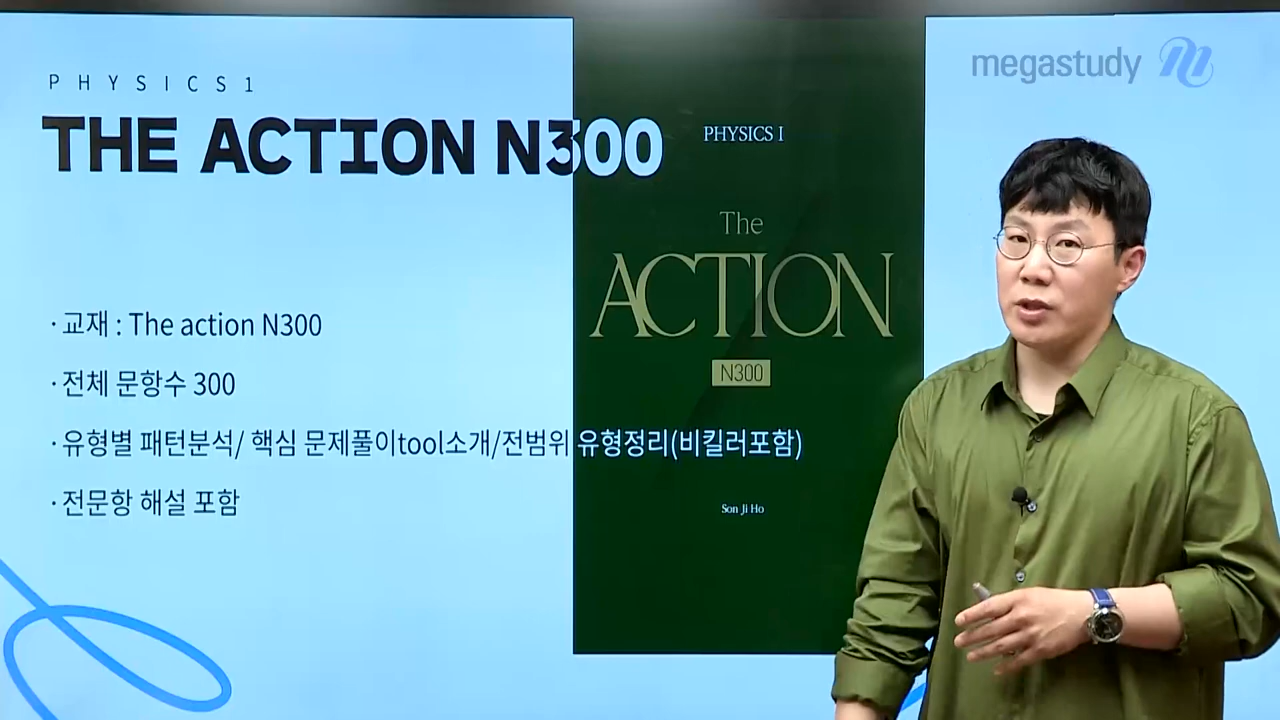 PHYSICS1
megastudy
THE ACTION N300
PHYSICS I
The
ACTION
N300
· 교재 : The action N300
· 전체 문항수 300
· 유형별 패턴분석/ 핵심 문제풀이tool소개/전범위 유형정리(비킬러포함)
· 전문항 해설 포함
Son Ji Ho